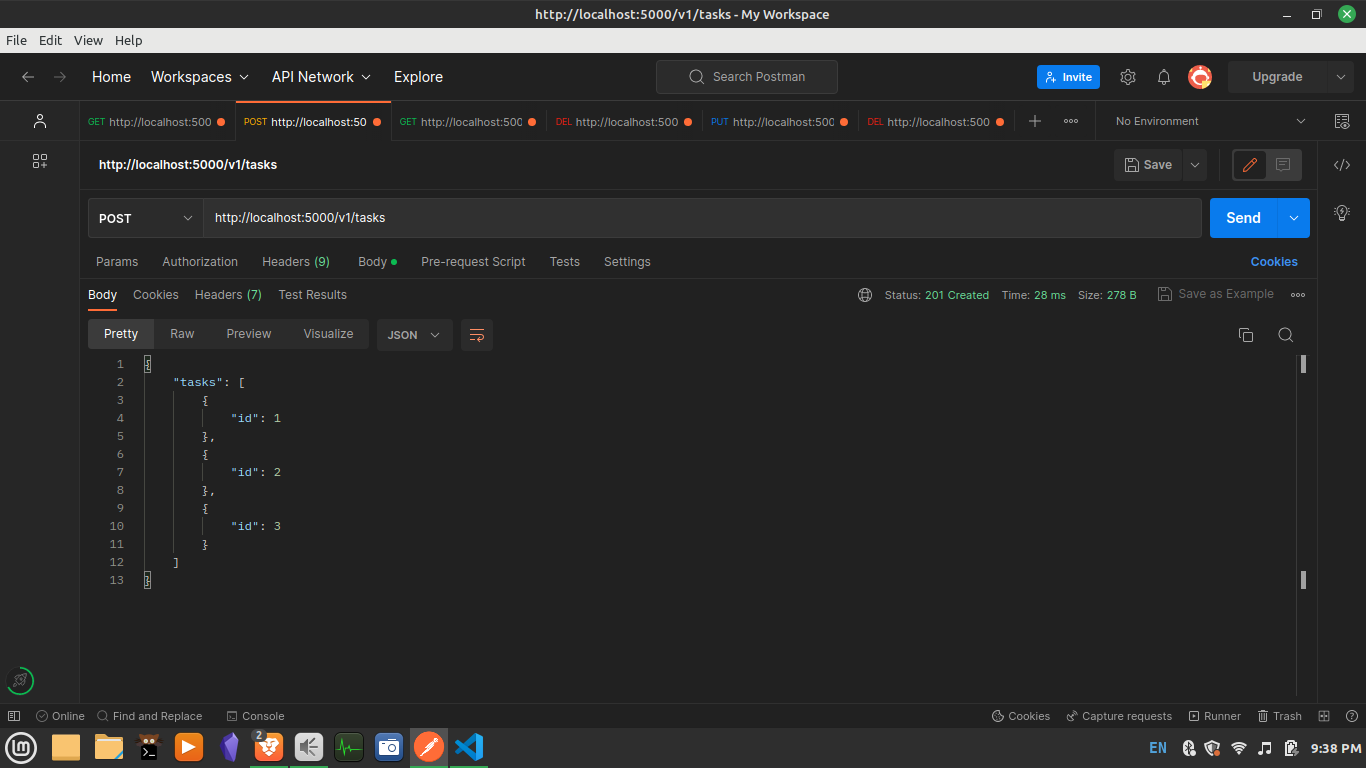 http://localhost:5000/v1/tasks - My Workspace
File Edit View Help
Home Workspaces API Network Explore Search Postman Invite Upgrade
GET http://localhost:500 POST http://localhost:50 GET http://localhost:500 DEL http://localhost:500 PUT http://localhost:500 DEL http://localhost:500 No Environment
http://localhost:5000/v1/tasks Save
POST http://localhost:5000/v1/tasks Send
Params Authorization Headers (9) Body Pre-request Script Tests Settings Cookies
Body Cookies Headers (7) Test Results Status: 201 Created Time: 28 ms Size: 278 B Save as Example
Pretty Raw Preview Visualize JSON
1 {
2 "tasks": [
3 {
4 "id": 1
5 },
6 {
7 "id": 2
8 },
9 {
10 "id": 3
11 }
12 ]
13 }
Online Find and Replace Console Cookies Capture requests Runner Trash
2
EN 9:38 PM